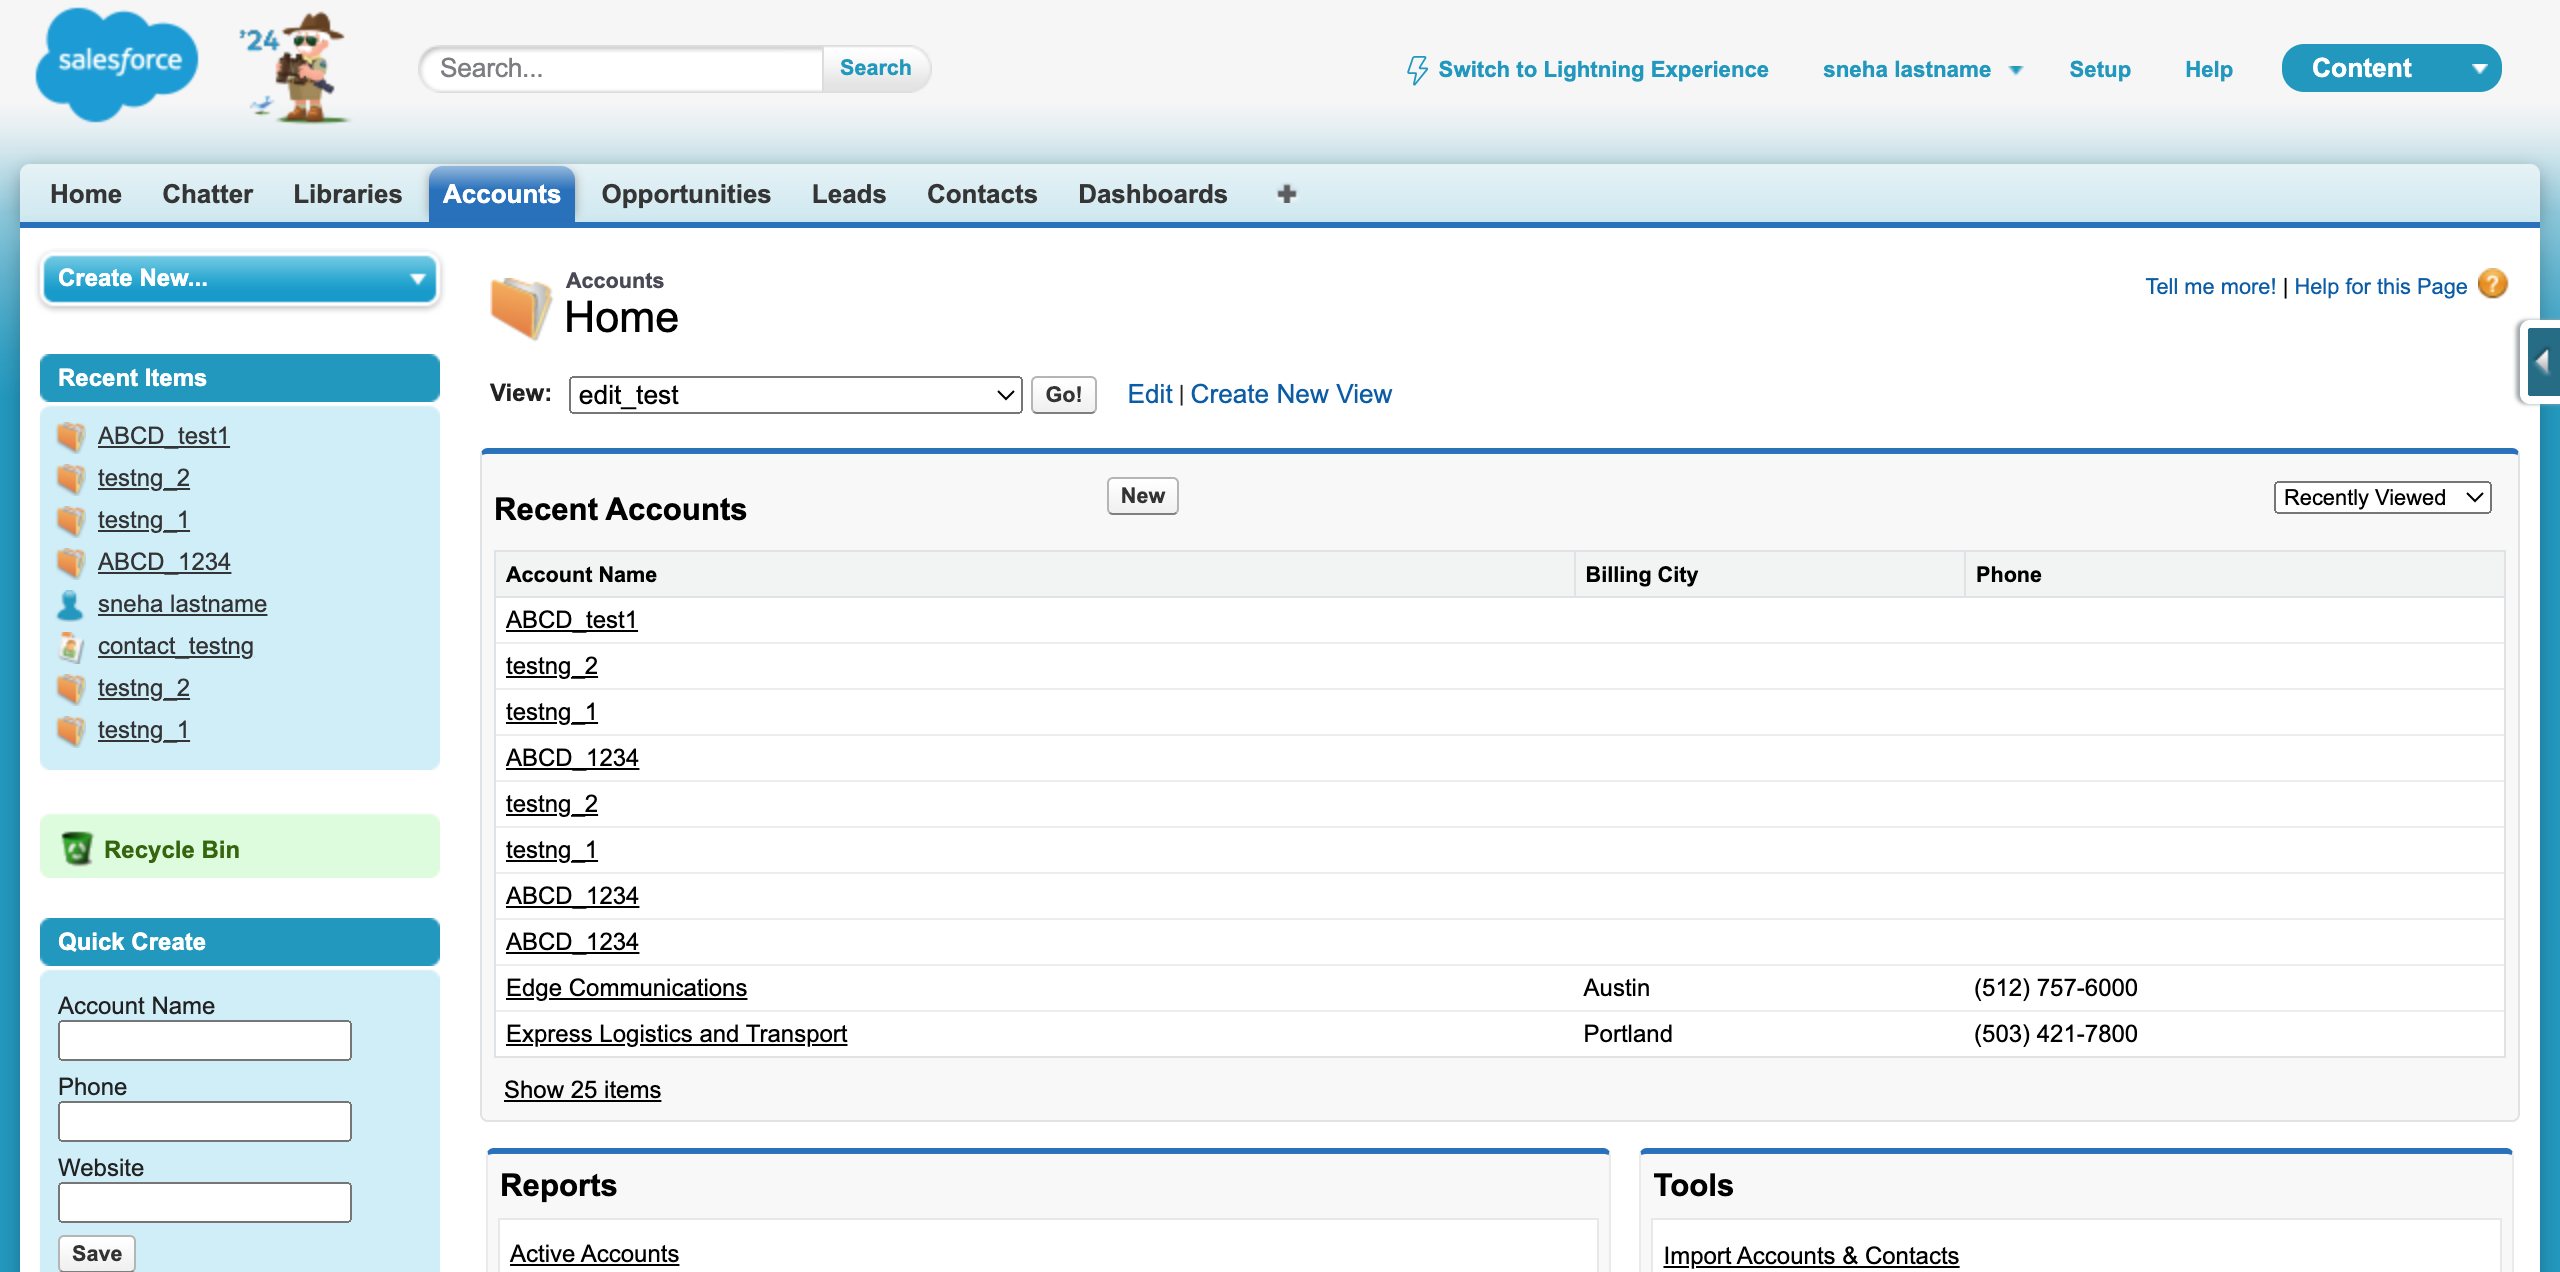 salesforce
'24
Search...
Search
Switch to Lightning Experience
sneha lastname
Setup
Help
Content
Home
Chatter
Libraries
Accounts
Opportunities
Leads
Contacts
Dashboards
+
Create New...
Recent Items
ABCD_test1
testng_2
testng_1
ABCD_1234
sneha lastname
contact_testng
testng_2
testng_1
Recycle Bin
Quick Create
Account Name
Phone
Website
Save
Accounts
Home
Tell me more! | Help for this Page ?
View: edit_test Go! Edit | Create New View
Recent Accounts New Recently Viewed
Account Name Billing City Phone
ABCD_test1
testng_2
testng_1
ABCD_1234
testng_2
testng_1
ABCD_1234
ABCD_1234
Edge Communications Austin (512) 757-6000
Express Logistics and Transport Portland (503) 421-7800
Show 25 items
Reports
Active Accounts
Tools
Import Accounts & Contacts